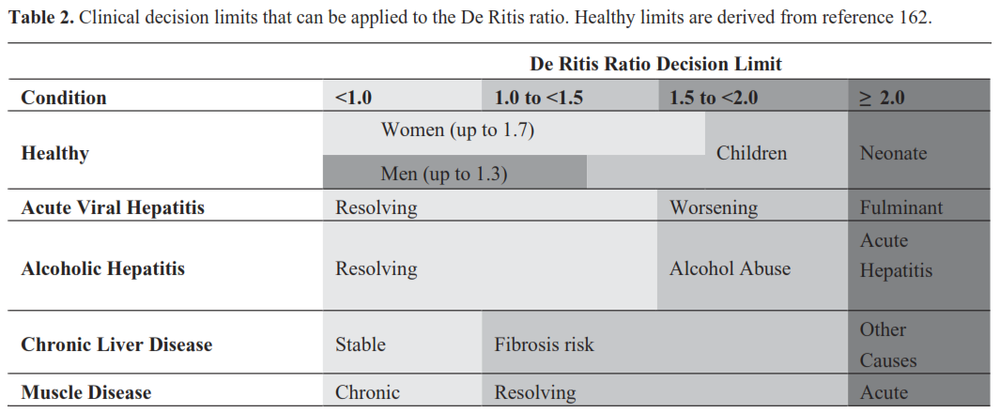 Table 2. Clinical decision limits that can be applied to the De Ritis ratio. Healthy limits are derived from reference 162.
De Ritis Ratio Decision Limit
Condition <1.0 1.0 to <1.5 1.5 to <2.0 ≥ 2.0
Women (up to 1.7)
Healthy Children Neonate
Men (up to 1.3)
Acute Viral Hepatitis Resolving Worsening Fulminant
Acute
Alcoholic Hepatitis Resolving Alcohol Abuse Hepatitis
Other
Chronic Liver Disease Stable Fibrosis risk
Causes
Muscle Disease Chronic Resolving Acute